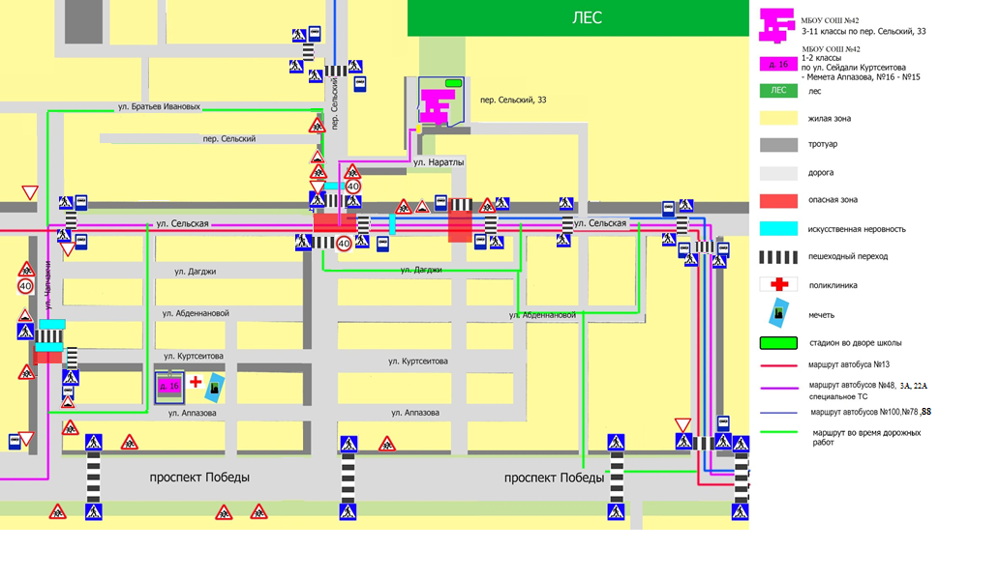 ЛЕС
пер. Сельский
ул. Братьев Ивановых
пер. Сельский
пер. Сельский, 33
ул. Наратлы
40
ул. Сельская
ул. Сельская
40
ул. Чапчакчи
40
ул. Дагджи
ул. Дагджи
ул. Абденнановой
ул. Абденнановой
ул. Куртсеитова
ул. Куртсеитова
д. 16
ул. Аппазова
ул. Аппазова
проспект Победы
проспект Победы
МБОУ СОШ №42
3-11 классы по пер. Сельский, 33
МБОУ СОШ №42
1-2 классы
д. 16
по ул. Сейдали Куртсеитова
- Мемета Аппазова, №16 - №15
ЛЕС
лес
жилая зона
тротуар
дорога
опасная зона
искусственная неровность
пешеходный переход
поликлиника
мечеть
стадион во дворе школы
маршрут автобуса №13
маршрут автобусов №48, 3А, 22А
специальное ТС
маршрут автобусов №100,№78 ,88
маршрут во время дорожных
работ